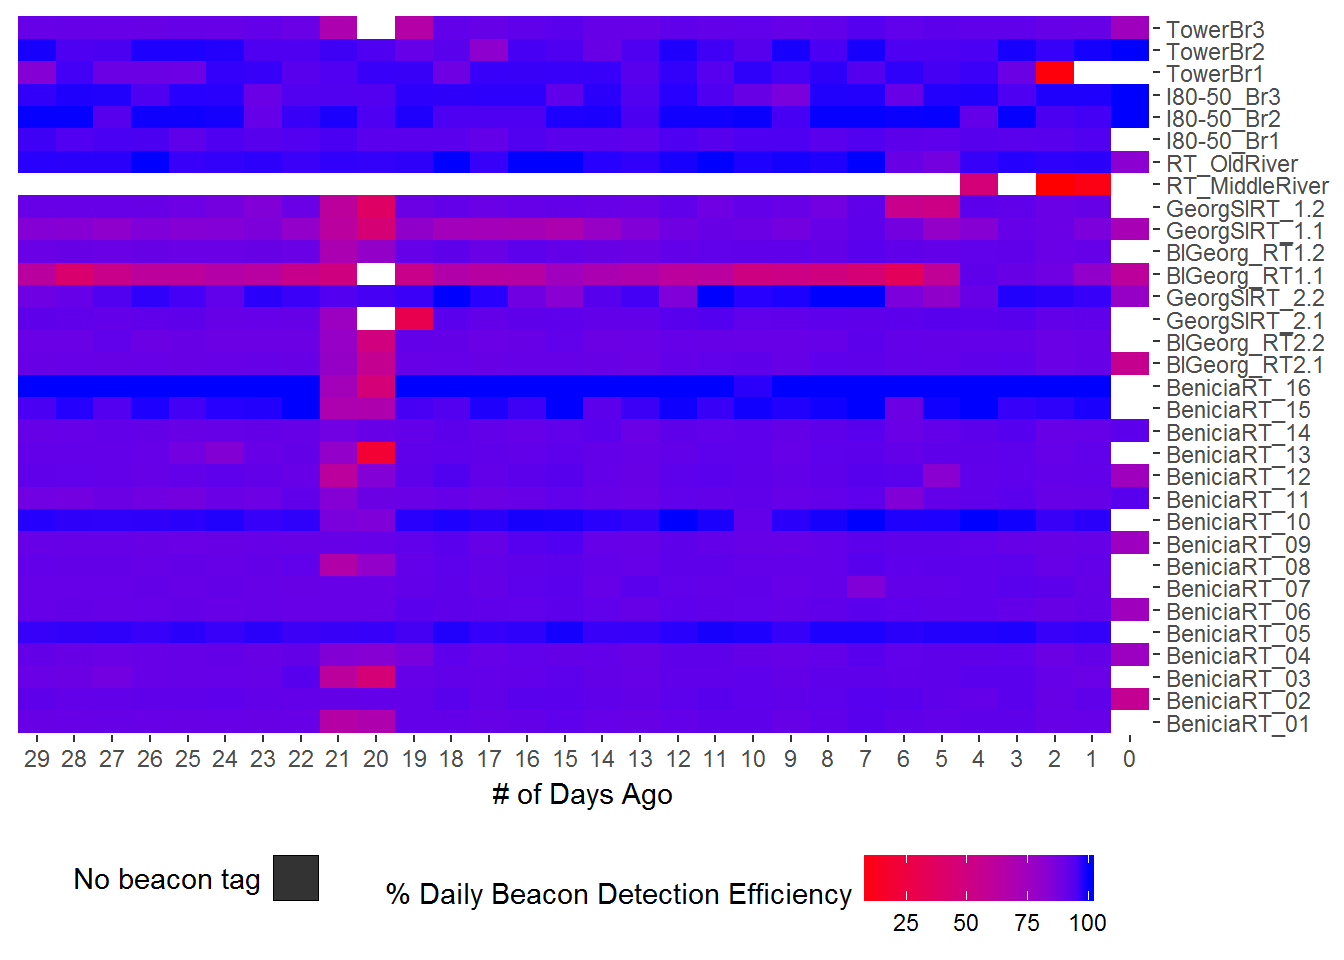 TowerBr3
TowerBr2
TowerBr1
I80-50_Br3
I80-50_Br2
I80-50_Br1
RT_OldRiver
RT_MiddleRiver
GeorgSlRT_1.2
GeorgSlRT_1.1
BlGeorg_RT1.2
BlGeorg_RT1.1
GeorgSlRT_2.2
GeorgSlRT_2.1
BlGeorg_RT2.2
BlGeorg_RT2.1
BeniciaRT_16
BeniciaRT_15
BeniciaRT_14
BeniciaRT_13
BeniciaRT_12
BeniciaRT_11
BeniciaRT_10
BeniciaRT_09
BeniciaRT_08
BeniciaRT_07
BeniciaRT_06
BeniciaRT_05
BeniciaRT_04
BeniciaRT_03
BeniciaRT_02
BeniciaRT_01
29 28 27 26 25 24 23 22 21 20 19 18 17 16 15 14 13 12 11 10 9 8 7 6 5 4 3 2 1 0
# of Days Ago
No beacon tag
% Daily Beacon Detection Efficiency
25 50 75 100